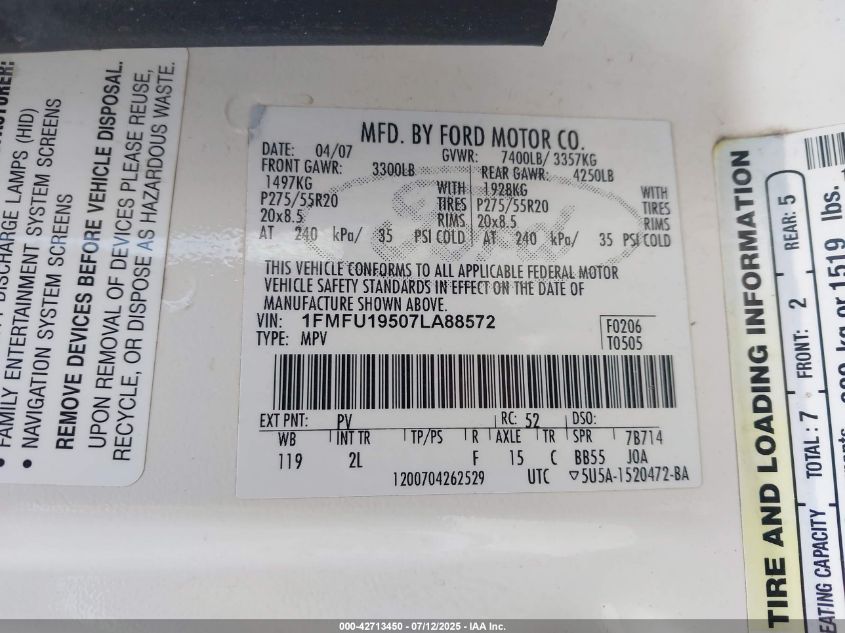 MANUFACTURER:
DISCHARGE LAMPS (HID)
• FAMILY ENTERTAINMENT SYSTEM SCREENS
• NAVIGATION SYSTEM SCREENS
REMOVE DEVICES BEFORE VEHICLE DISPOSAL.
UPON REMOVAL OF DEVICES PLEASE REUSE,
RECYCLE, OR DISPOSE AS HAZARDOUS WASTE.
MFD. BY FORD MOTOR CO.
DATE: 04/07 GVWR: 7400LB/ 3357KG
FRONT GAWR: 3300LB REAR GAWR: 4250LB
1497KG WITH 1928KG WITH
P275/55R20 TIRES P275/55R20 TIRES
20x8.5 RIMS 20x8.5 RIMS
AT 240 kPa/ 35 PSI COLD AT 240 kPa/ 35 PSI COLD
Ford
THIS VEHICLE CONFORMS TO ALL APPLICABLE FEDERAL MOTOR
VEHICLE SAFETY STANDARDS IN EFFECT ON THE DATE OF
MANUFACTURE SHOWN ABOVE.
VIN: 1FMFU19507LA88572
TYPE: MPV
F0206
T0505
EXT PNT: PV RC: 52 DSO:
WB INT TR TP/PS R AXLE TR SPR 7B714
119 2L F 15 C BB55 JOA
1200704262529 UTC ▽5U5A-1520472-BA
TIRE AND LOADING INFORMATION
SEATING CAPACITY TOTAL: 7 FRONT: 2 REAR: 5
kg or 1519 lbs.
000-42713450 - 07/12/2025 - IAA Inc.